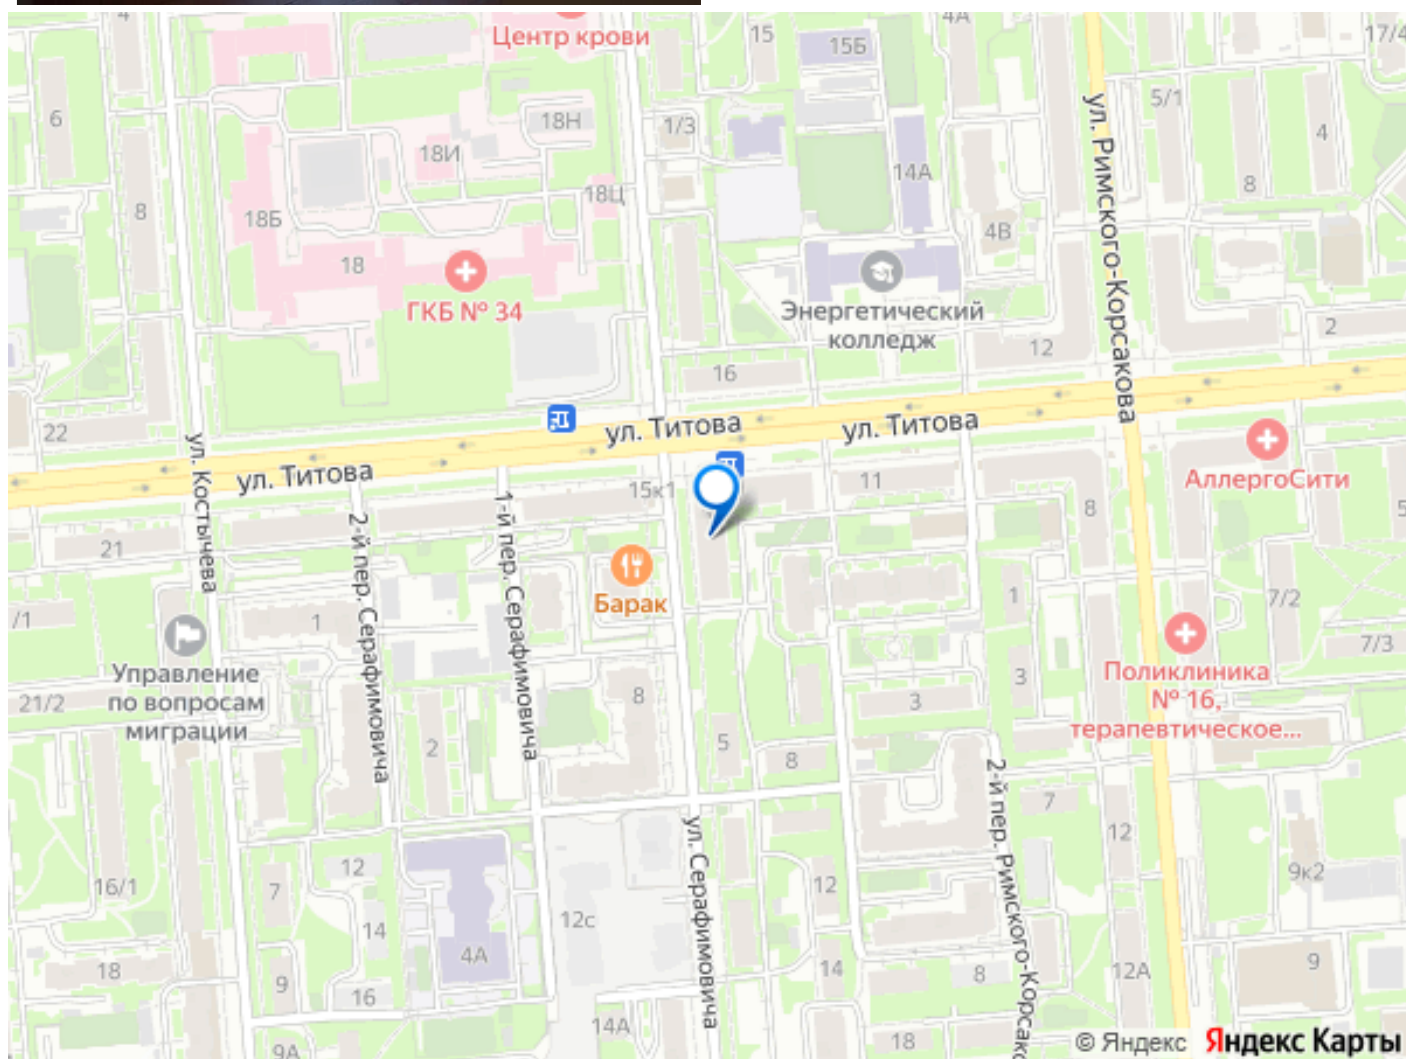 4
Центр крови
15
15Б
4А
17/4
6
18Н
1/3
5/1
4
18И
14А
8
8
18Ц
18Б
4В
ул. Римского-Корсакова
18
ГКБ № 34
Энергетический
колледж
2
12
16
22
ул. Титова
ул. Титова
ул. Титова
АллергоСити
ул. Костычева
15к1
11
8
5
21
2-й пер. Серафимовича
1-й пер. Серафимовича
Барак
1
7/2
/1
1
Управление
по вопросам
миграции
Поликлиника
№ 16,
терапевтическое...
7/3
21/2
8
3
3
2
5
8
7
2-й пер. Римского-Корсако
12
ул. Серафимовича
16/1
7
12
12
9к2
12с
14
4А
18
9
16
14
8
12А
9
14А
18
9А
© Яндекс
Яндекс Карты